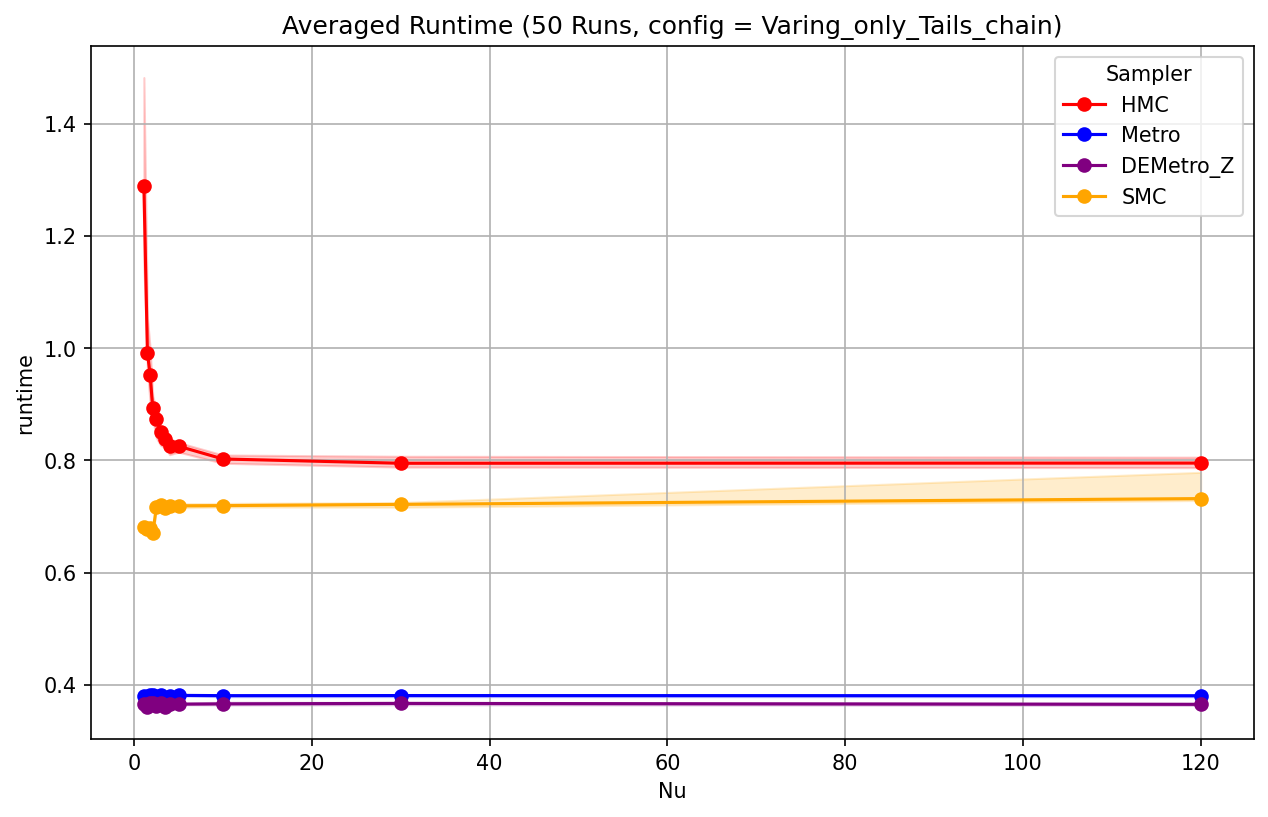 Averaged Runtime (50 Runs, config = Varing_only_Tails_chain)
Sampler
HMC
Metro
DEMetro_Z
SMC
runtime
1.4
1.2
1.0
0.8
0.6
0.4
0
20
40
60
80
100
120
Nu